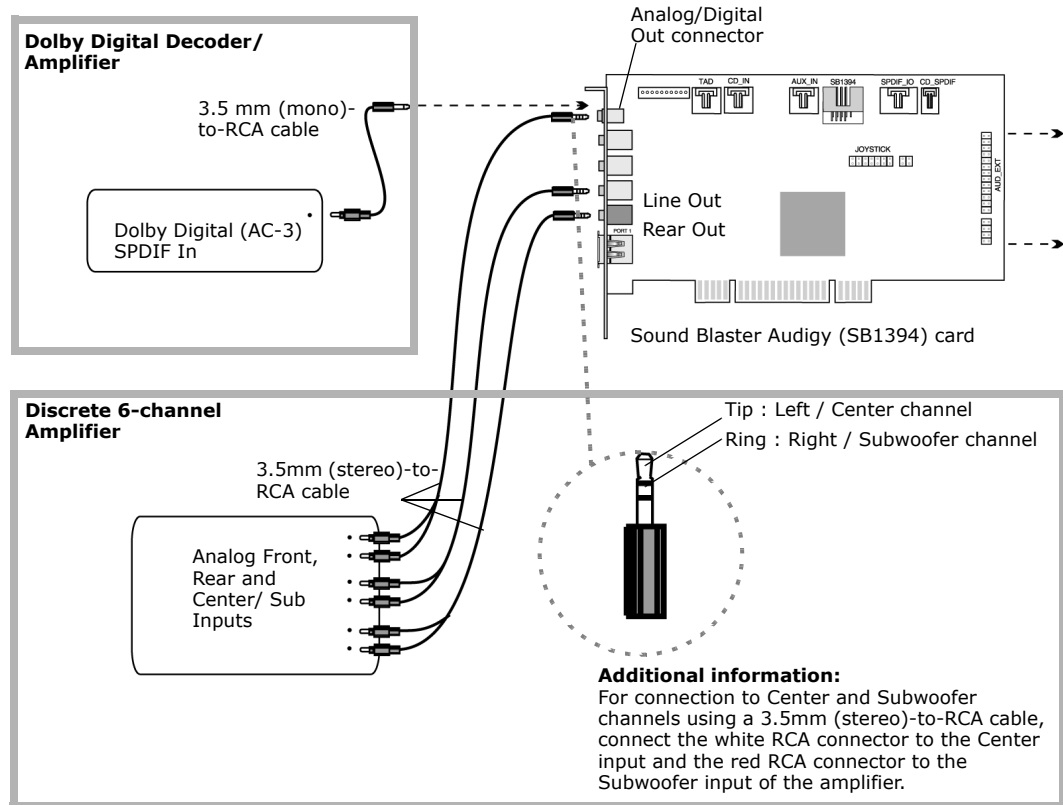 Analog/Digital
Out connector
Dolby Digital Decoder/
Amplifier
3.5 mm (mono)-
to-RCA cable
Dolby Digital (AC-3)
SPDIF In
TAD
CD_IN
AUX_IN
SB1394
SPDIF_IO
CD_SPDIF
JOYSTICK
AUD_EXT
Line Out
Rear Out
PORT 1
Sound Blaster Audigy (SB1394) card
Discrete 6-channel
Amplifier
3.5mm (stereo)-to-
RCA cable
Analog Front,
Rear and
Center/ Sub
Inputs
Tip : Left / Center channel
Ring : Right / Subwoofer channel
Additional information:
For connection to Center and Subwoofer
channels using a 3.5mm (stereo)-to-RCA cable,
connect the white RCA connector to the Center
input and the red RCA connector to the
Subwoofer input of the amplifier.